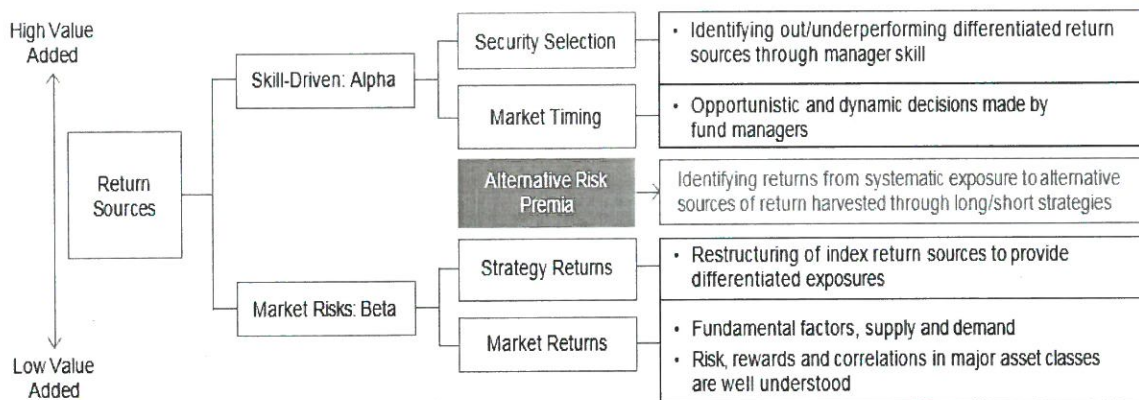 High Value
Added
Return
Sources
Low Value
Added
Skill-Driven: Alpha
Market Risks: Beta
Security Selection
• Identifying out/underperforming differentiated return
sources through manager skill
Market Timing
• Opportunistic and dynamic decisions made by
fund managers
Alternative Risk
Premia
Identifying returns from systematic exposure to alternative
sources of return harvested through long/short strategies
Strategy Returns
• Restructuring of index return sources to provide
differentiated exposures
Market Returns
• Fundamental factors, supply and demand
• Risk, rewards and correlations in major asset classes
are well understood